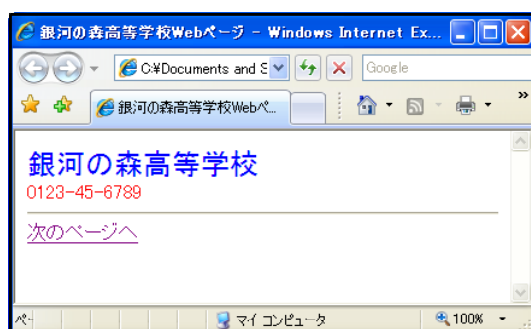 銀河の森高等学校Webページ - Windows Internet Ex...
C:¥Documents and S
Google
銀河の森高等学校Webペ...
»
銀河の森高等学校
0123-45-6789
次のページへ
ペー
マイ コンピュータ
100%